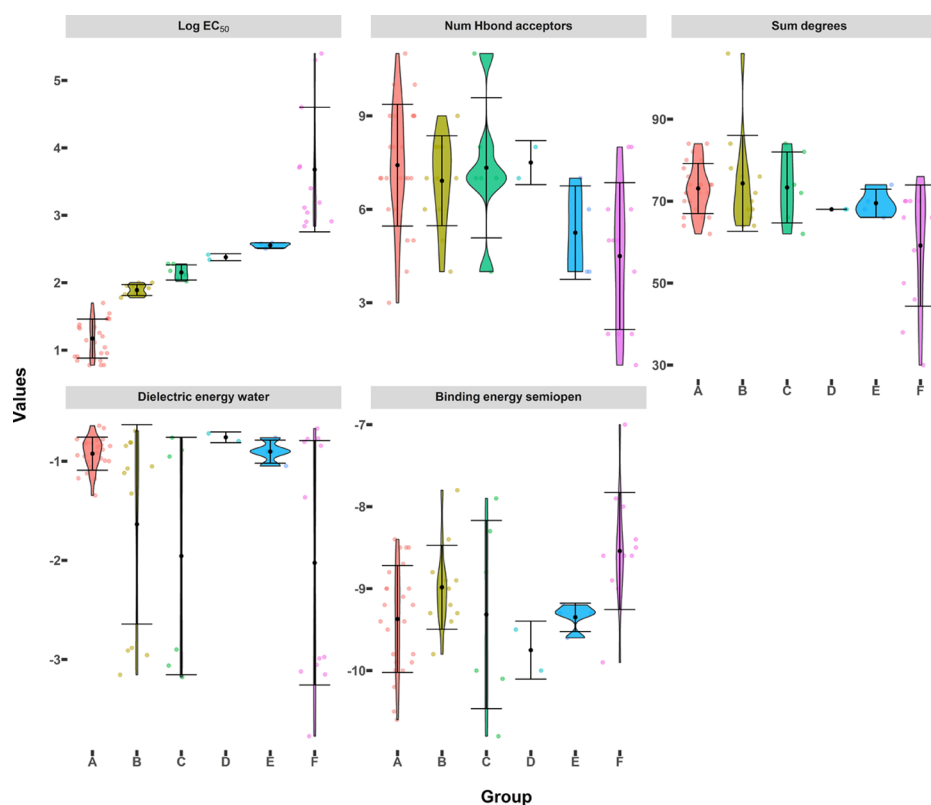 Log EC₅₀
Num Hbond acceptors
Sum degrees
5
4
3
2
1
9
6
3
90
70
50
30
A B C D E F
Dielectric energy water
Binding energy semiopen
-1
-2
-3
-7
-8
-9
-10
A B C D E F
A B C D E F
Values
Group